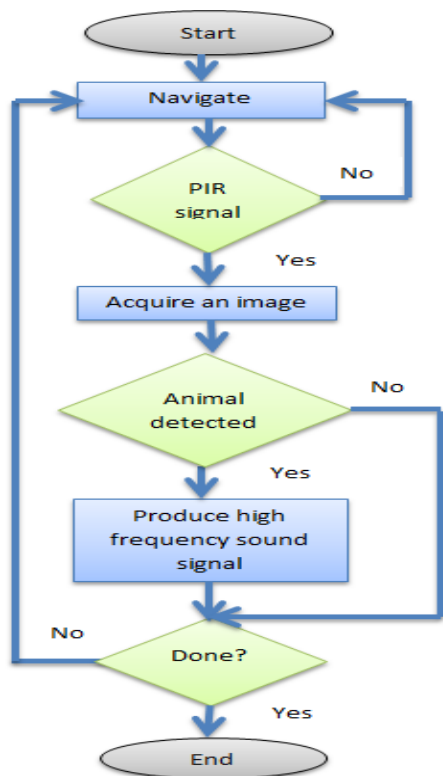 Start
Navigate
No
PIR
signal
Yes
Acquire an image
No
Animal
detected
Yes
Produce high
frequency sound
signal
No
Done?
Yes
End